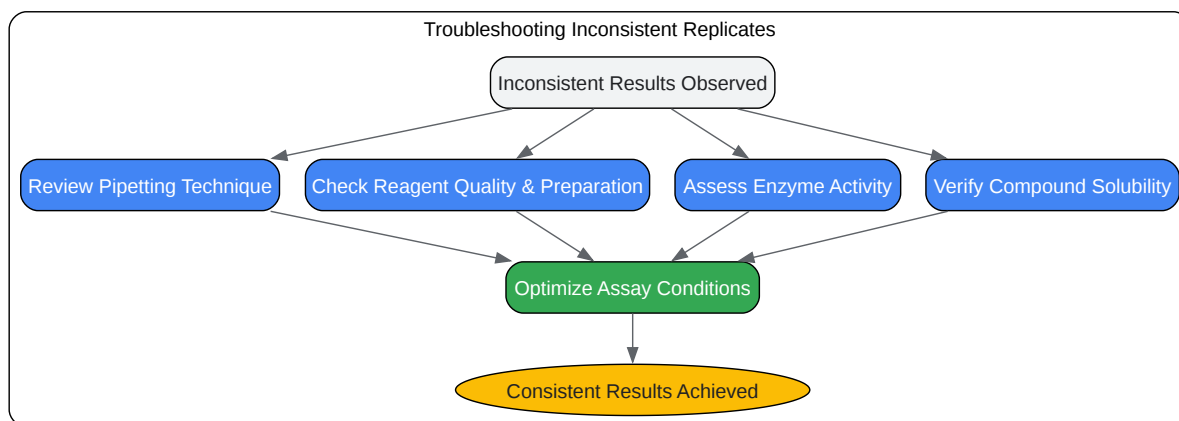 Troubleshooting Inconsistent Replicates
Inconsistent Results Observed
Review Pipetting Technique
Check Reagent Quality & Preparation
Assess Enzyme Activity
Verify Compound Solubility
Optimize Assay Conditions
Consistent Results Achieved